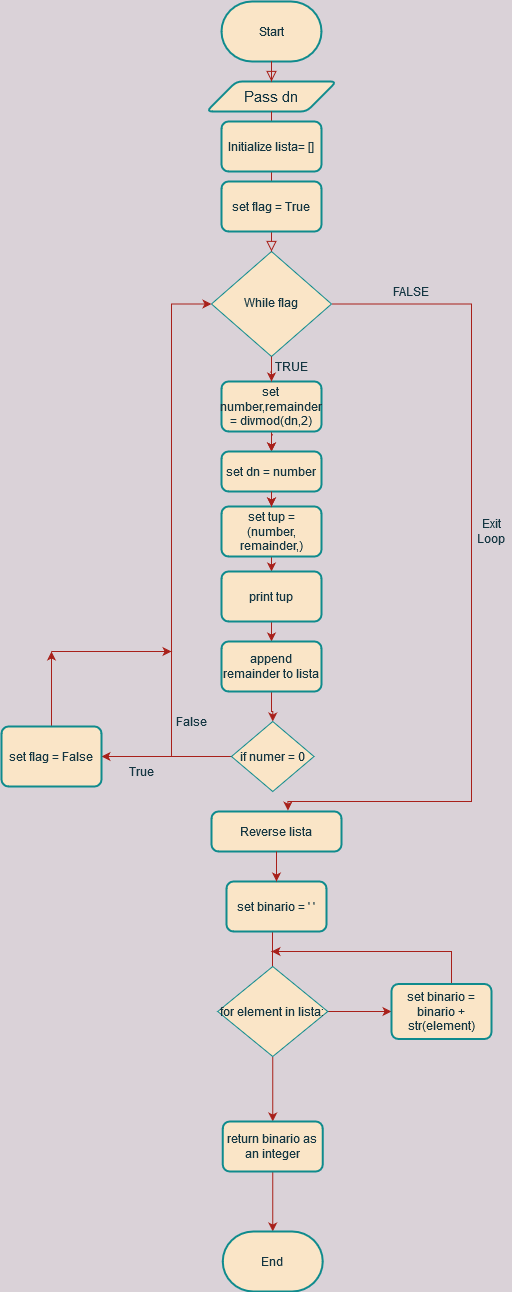 Start
Pass dn
Initialize lista= []
set flag = True
While flag
FALSE
TRUE
set
number,remainder
= divmod(dn,2)
set dn = number
set tup =
(number,
remainder,)
Exit
Loop
print tup
append
remainder to lista
False
set flag = False
if numer = 0
True
Reverse lista
set binario = ' '
for element in lista:
set binario =
binario +
str(element)
return binario as
an integer
End